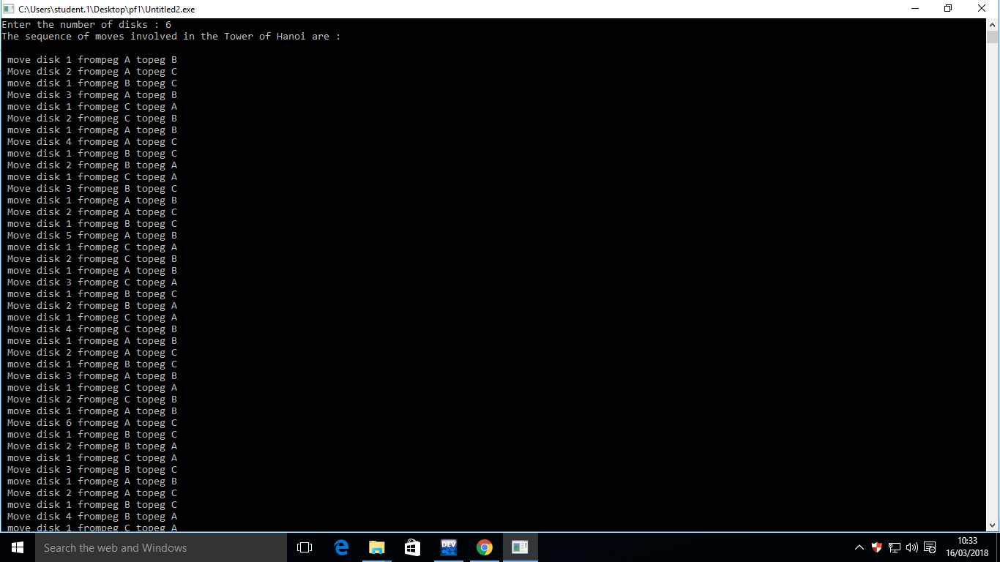 C:\Users\student.1\Desktop\pf1\Untitled2.exe
Enter the number of disks : 6
The sequence of moves involved in the Tower of Hanoi are :
move disk 1 frompeg A topeg B
Move disk 2 frompeg A topeg C
move disk 1 frompeg B topeg C
Move disk 3 frompeg A topeg B
move disk 1 frompeg C topeg A
Move disk 2 frompeg C topeg B
move disk 1 frompeg A topeg B
Move disk 4 frompeg A topeg C
move disk 1 frompeg B topeg C
Move disk 2 frompeg B topeg A
move disk 1 frompeg C topeg A
Move disk 3 frompeg B topeg C
move disk 1 frompeg A topeg B
Move disk 2 frompeg A topeg C
move disk 1 frompeg B topeg C
Move disk 5 frompeg A topeg B
move disk 1 frompeg C topeg A
Move disk 2 frompeg C topeg B
move disk 1 frompeg A topeg B
Move disk 3 frompeg C topeg A
move disk 1 frompeg B topeg C
Move disk 2 frompeg B topeg A
move disk 1 frompeg C topeg A
Move disk 4 frompeg C topeg B
move disk 1 frompeg A topeg B
Move disk 2 frompeg A topeg C
move disk 1 frompeg B topeg C
Move disk 3 frompeg A topeg B
move disk 1 frompeg C topeg A
Move disk 2 frompeg C topeg B
move disk 1 frompeg A topeg B
Move disk 6 frompeg A topeg C
move disk 1 frompeg B topeg C
Move disk 2 frompeg B topeg A
move disk 1 frompeg C topeg A
Move disk 3 frompeg B topeg C
move disk 1 frompeg A topeg B
Move disk 2 frompeg A topeg C
move disk 1 frompeg B topeg C
Move disk 4 frompeg B topeg A
move disk 1 frompeg C topeg A
Search the web and Windows
DEV
C++
10:33
16/03/2018